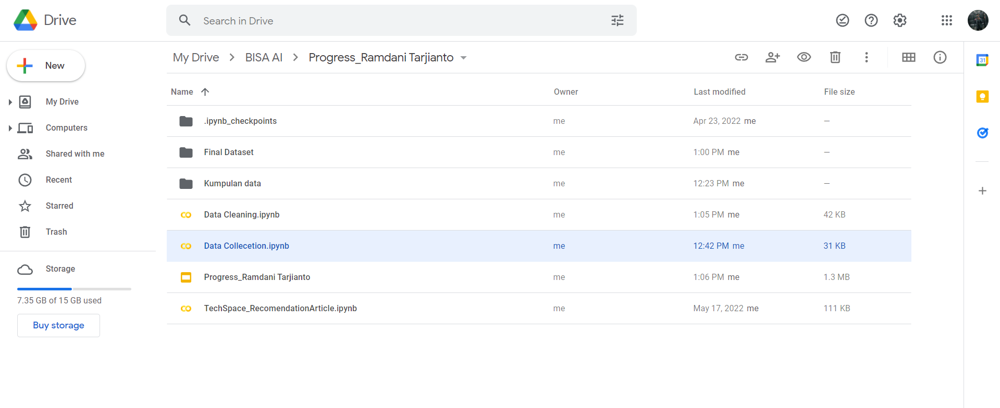 Drive
Search in Drive
New
My Drive
Computers
Shared with me
Recent
Starred
Trash
Storage
7.35 GB of 15 GB used
Buy storage
My Drive BISA AI Progress_Ramdani Tarjianto
Name Owner Last modified File size
.ipynb_checkpoints me Apr 23, 2022 me —
Final Dataset me 1:00 PM me —
Kumpulan data me 12:23 PM me —
Data Cleaning.ipynb me 1:05 PM me 42 KB
Data Collecetion.ipynb me 12:42 PM me 31 KB
Progress_Ramdani Tarjianto me 1:06 PM me 1.3 MB
TechSpace_RecomendationArticle.ipynb me May 17, 2022 me 111 KB
31